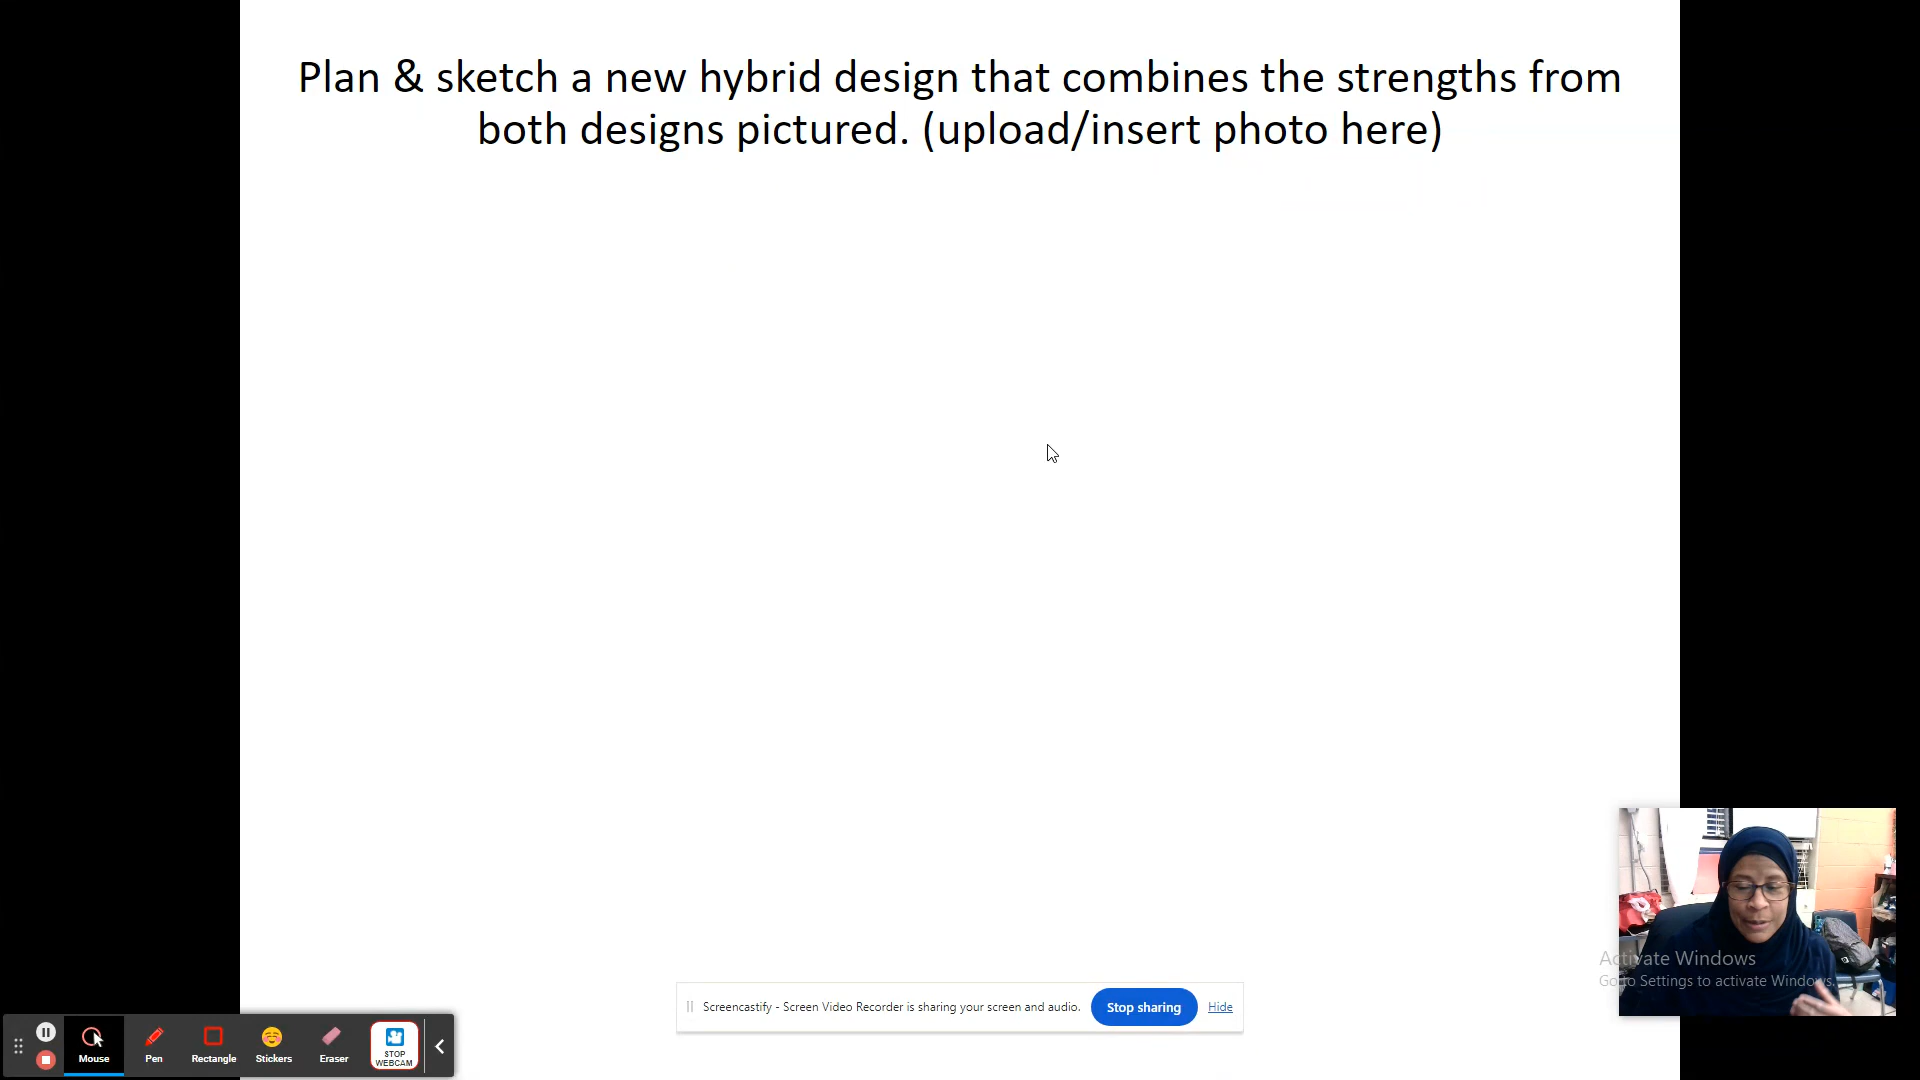 Plan & sketch a new hybrid design that combines the strengths from
both designs pictured. (upload/insert photo here)
Activate Windows
Go to Settings to activate Windows.
Screencastify - Screen Video Recorder is sharing your screen and audio.
Stop sharing
Hide
Mouse
Pen
Rectangle
Stickers
Eraser
STOP
WEBCAM